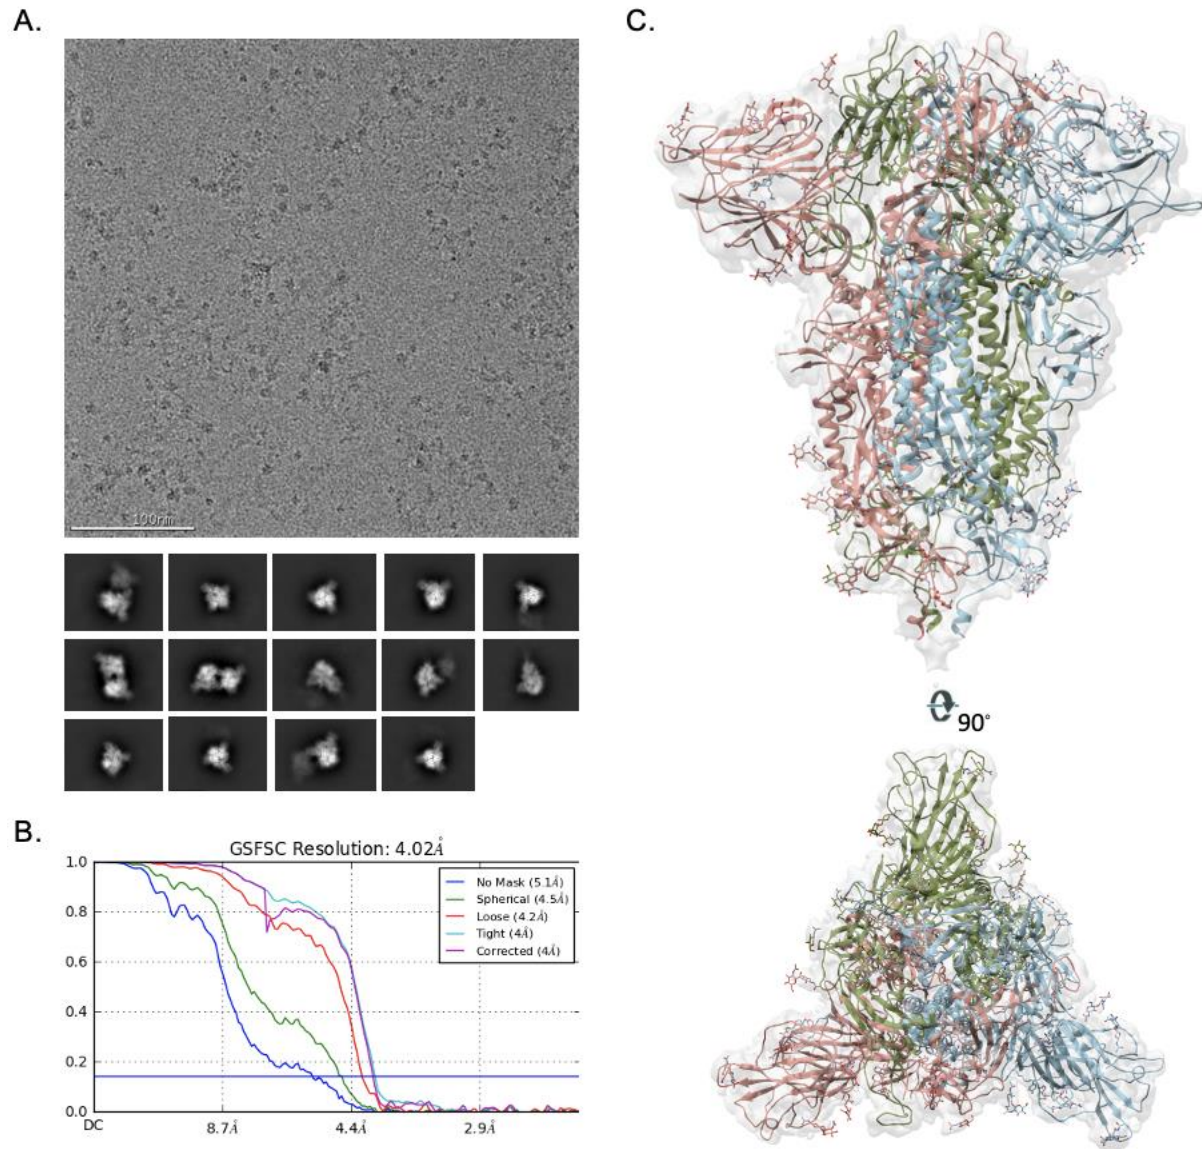 A.
C.
100nm
90°
B.
GSFSC Resolution: 4.02Å
1.0
0.8
0.6
0.4
0.2
0.0
No Mask (5.1Å)
Spherical (4.5Å)
Loose (4.2Å)
Tight (4Å)
Corrected (4Å)
DC
8.7Å
4.4Å
2.9Å